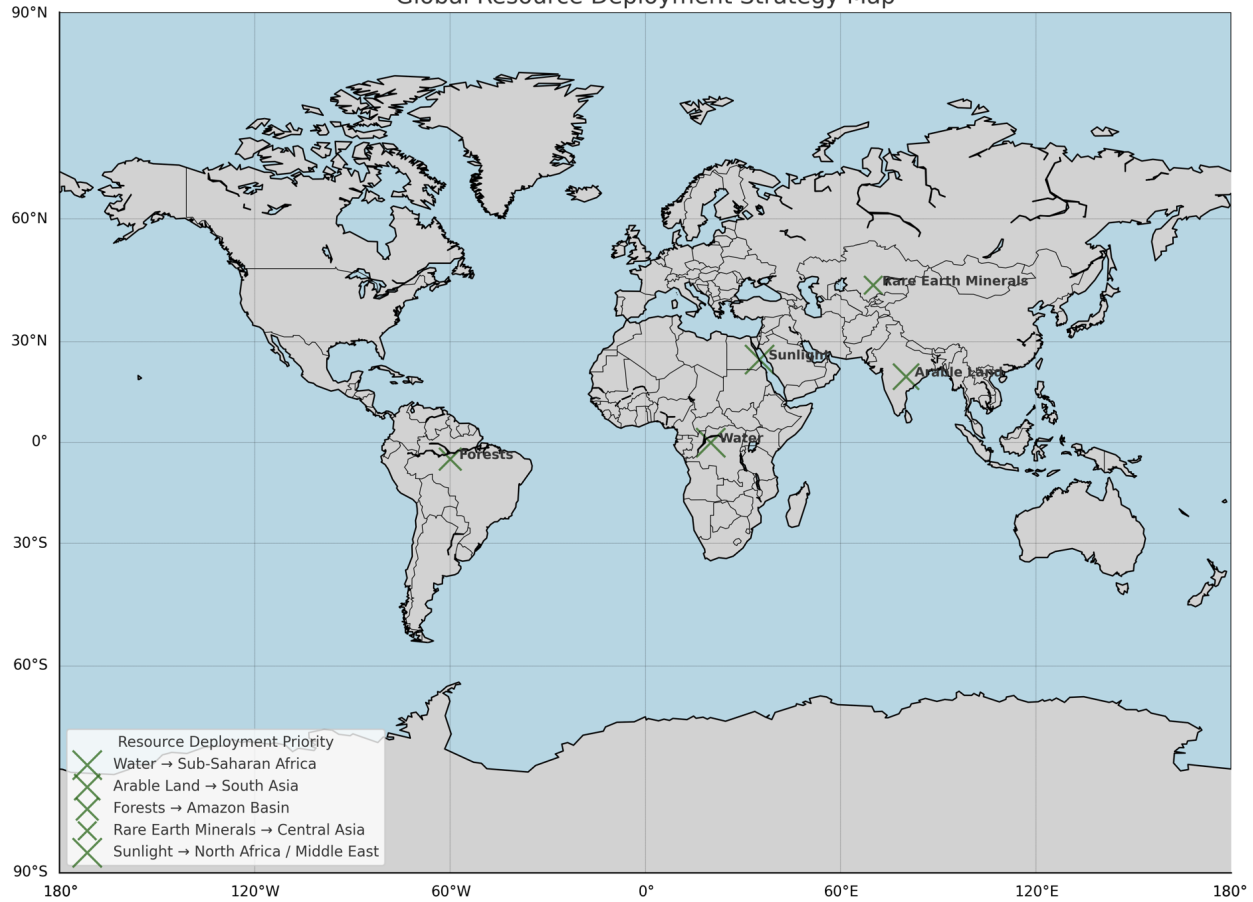 Global Resource Deployment Strategy Map
90°N
60°N
30°N
0°
30°S
60°S
90°S
Rare Earth Minerals
Sunlight
Arable Land
Water
Forests
Resource Deployment Priority
Water → Sub-Saharan Africa
Arable Land → South Asia
Forests → Amazon Basin
Rare Earth Minerals → Central Asia
Sunlight → North Africa / Middle East
180° 120°W 60°W 0° 60°E 120°E 180°